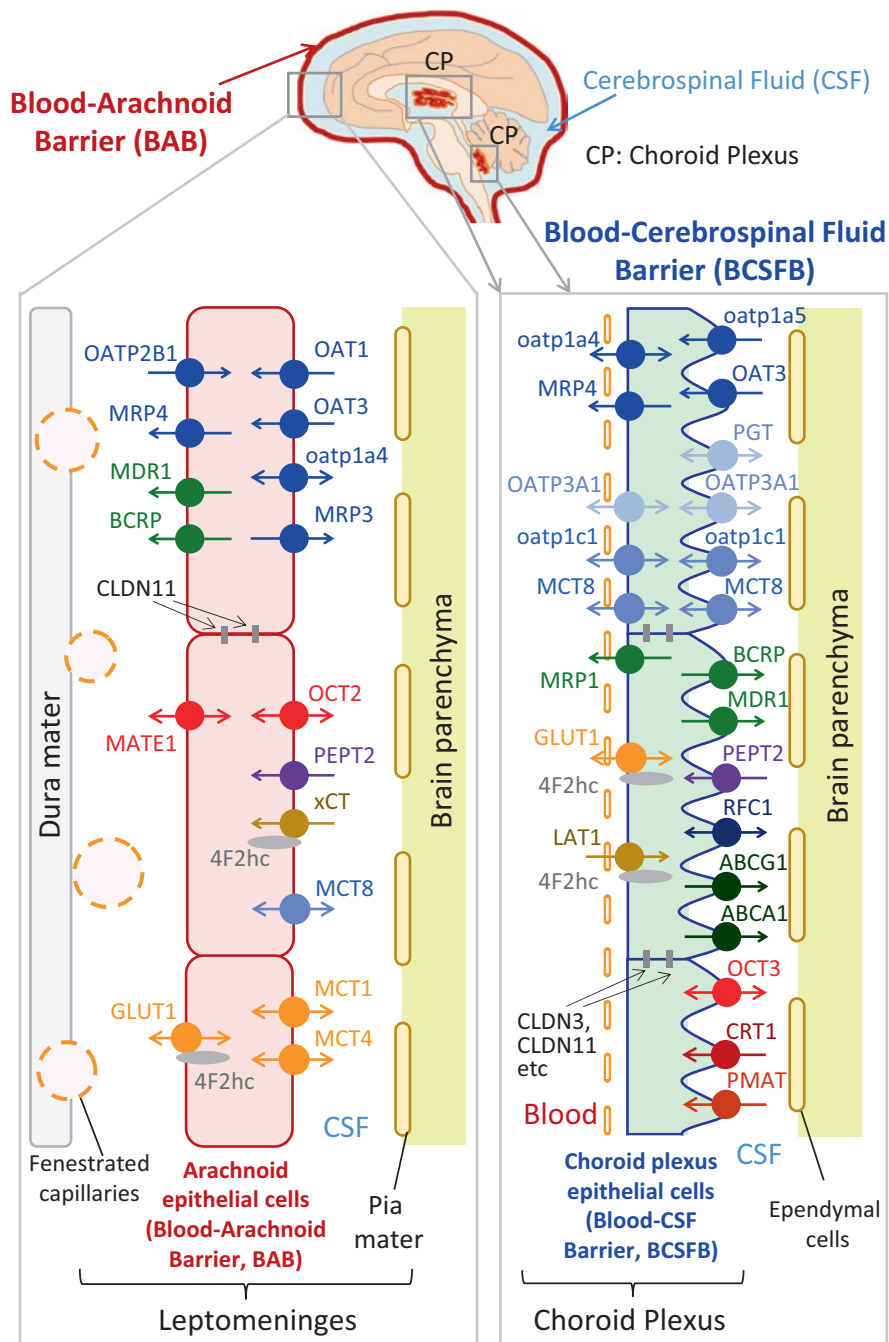 CP
Blood-Arachnoid
Barrier (BAB)
Cerebrospinal Fluid (CSF)
CP
CP: Choroid Plexus
Blood-Cerebrospinal Fluid
Barrier (BCSFB)
OATP2B1
OAT1
MRP4
OAT3
MDR1
oatp1a4
BCRP
MRP3
CLDN11
OCT2
MATE1
PEPT2
xCT
4F2hc
MCT8
GLUT1
MCT1
MCT4
4F2hc
Dura mater
Brain parenchyma
CSF
Fenestrated
capillaries
Arachnoid
epithelial cells
(Blood-Arachnoid
Barrier, BAB)
Pia
mater
Leptomeninges
oatp1a4
oatp1a5
MRP4
OAT3
PGT
OATP3A1
OATP3A1
oatp1c1
oatp1c1
MCT8
MCT8
MRP1
BCRP
MDR1
GLUT1
4F2hc
PEPT2
RFC1
LAT1
4F2hc
ABCG1
ABCA1
OCT3
CLDN3,
CLDN11
etc
CRT1
PMAT
Blood
CSF
Brain parenchyma
Choroid plexus
epithelial cells
(Blood-CSF
Barrier, BCSFB)
Ependymal
cells
Choroid Plexus